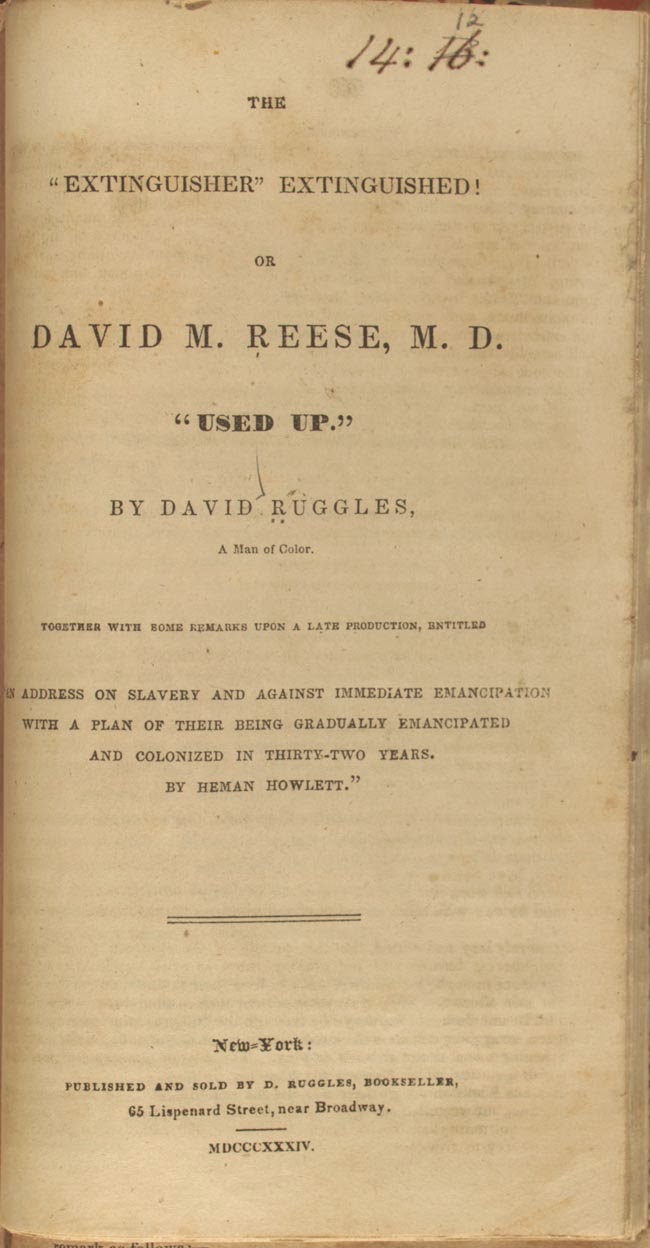 14: 16:
12
THE
“EXTINGUISHER” EXTINGUISHED!
OR
DAVID M. REESE, M. D.
“USED UP.”
BY DAVID RUGGLES,
A Man of Color.
TOGETHER WITH SOME REMARKS UPON A LATE PRODUCTION, ENTITLED
N ADDRESS ON SLAVERY AND AGAINST IMMEDIATE EMANCIPATION
WITH A PLAN OF THEIR BEING GRADUALLY EMANCIPATED
AND COLONIZED IN THIRTY-TWO YEARS.
BY HEMAN HOWLETT.”
New=York:
PUBLISHED AND SOLD BY D. RUGGLES, BOOKSELLER,
65 Lispenard Street, near Broadway.
MDCCCXXXIV.
remark as follows: